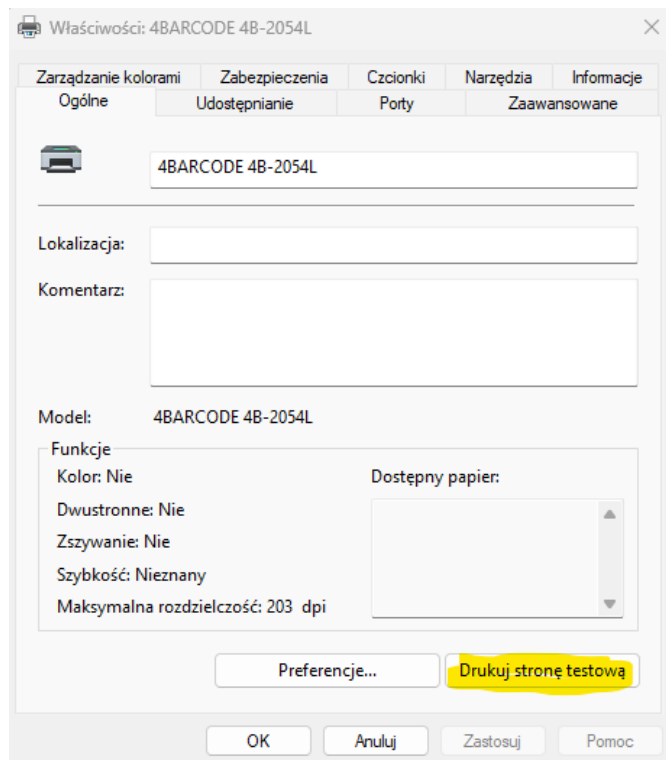 Właściwości: 4BARCODE 4B-2054L
Zarządzanie kolorami Zabezpieczenia Czcionki Narzędzia Informacje
Ogólne Udostępnianie Porty Zaawansowane
4BARCODE 4B-2054L
Lokalizacja:
Komentarz:
Model: 4BARCODE 4B-2054L
Funkcje
Kolor: Nie Dostępny papier:
Dwustronne: Nie
Zszywanie: Nie
Szybkość: Nieznany
Maksymalna rozdzielczość: 203 dpi
Preferencje... Drukuj stronę testową
OK Anuluj Zastosuj Pomoc